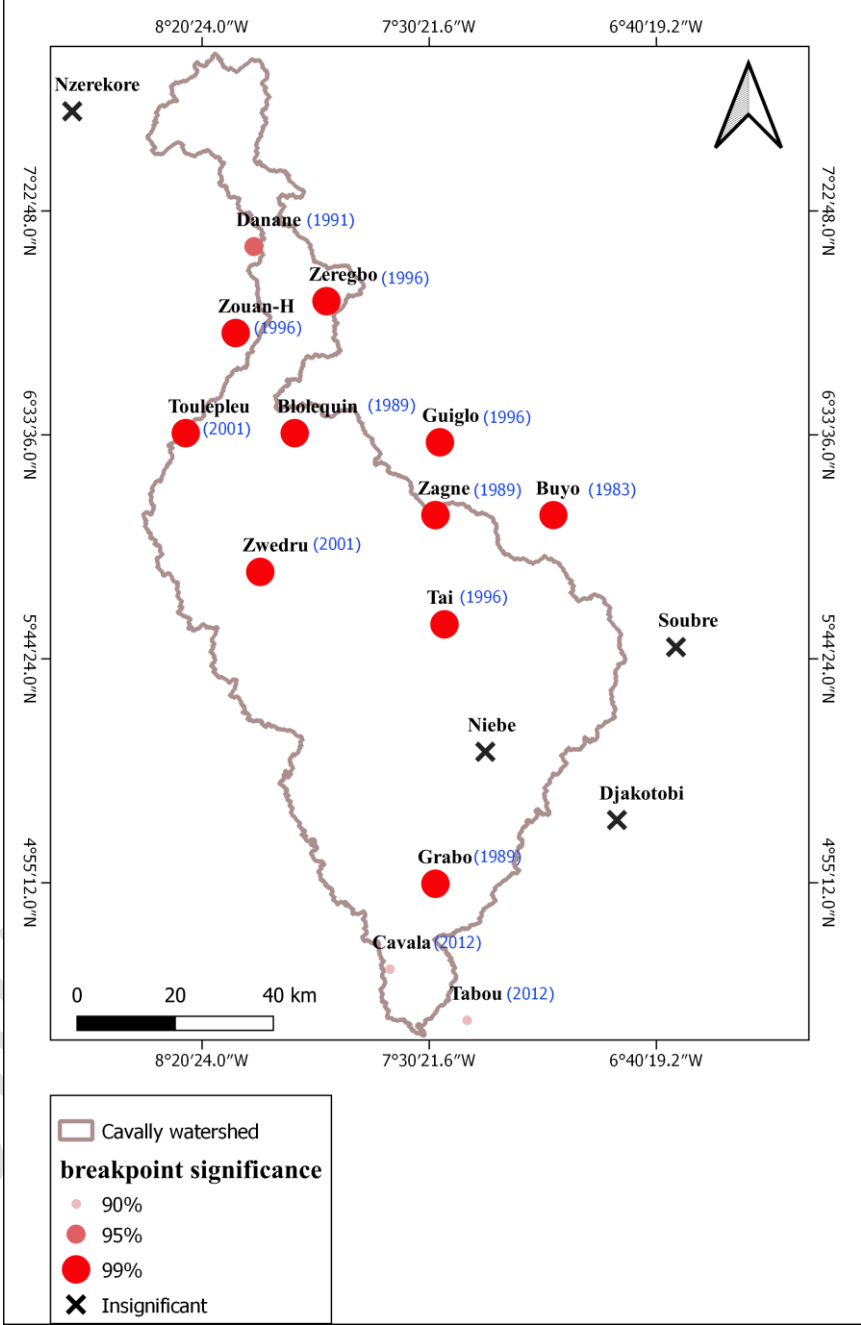 8°20′24.0″W 7°30′21.6″W 6°40′19.2″W
Nzerekore
7°22′48.0″N 7°22′48.0″N
Danane (1991)
Zeregbo (1996)
Zouan-H
(1996)
Toulepleu Blolequin (1989)
(2001)
Guiglo (1996)
6°33′36.0″N 6°33′36.0″N
Zagne (1989) Buyo (1983)
Zwedru (2001)
Tai (1996)
Soubre
5°44′24.0″N 5°44′24.0″N
Niebe
Djakotobi
Grabo (1989)
4°55′12.0″N 4°55′12.0″N
Cavala (2012)
Tabou (2012)
0 20 40 km
8°20′24.0″W 7°30′21.6″W 6°40′19.2″W
Cavally watershed
breakpoint significance
90%
95%
99%
Insignificant